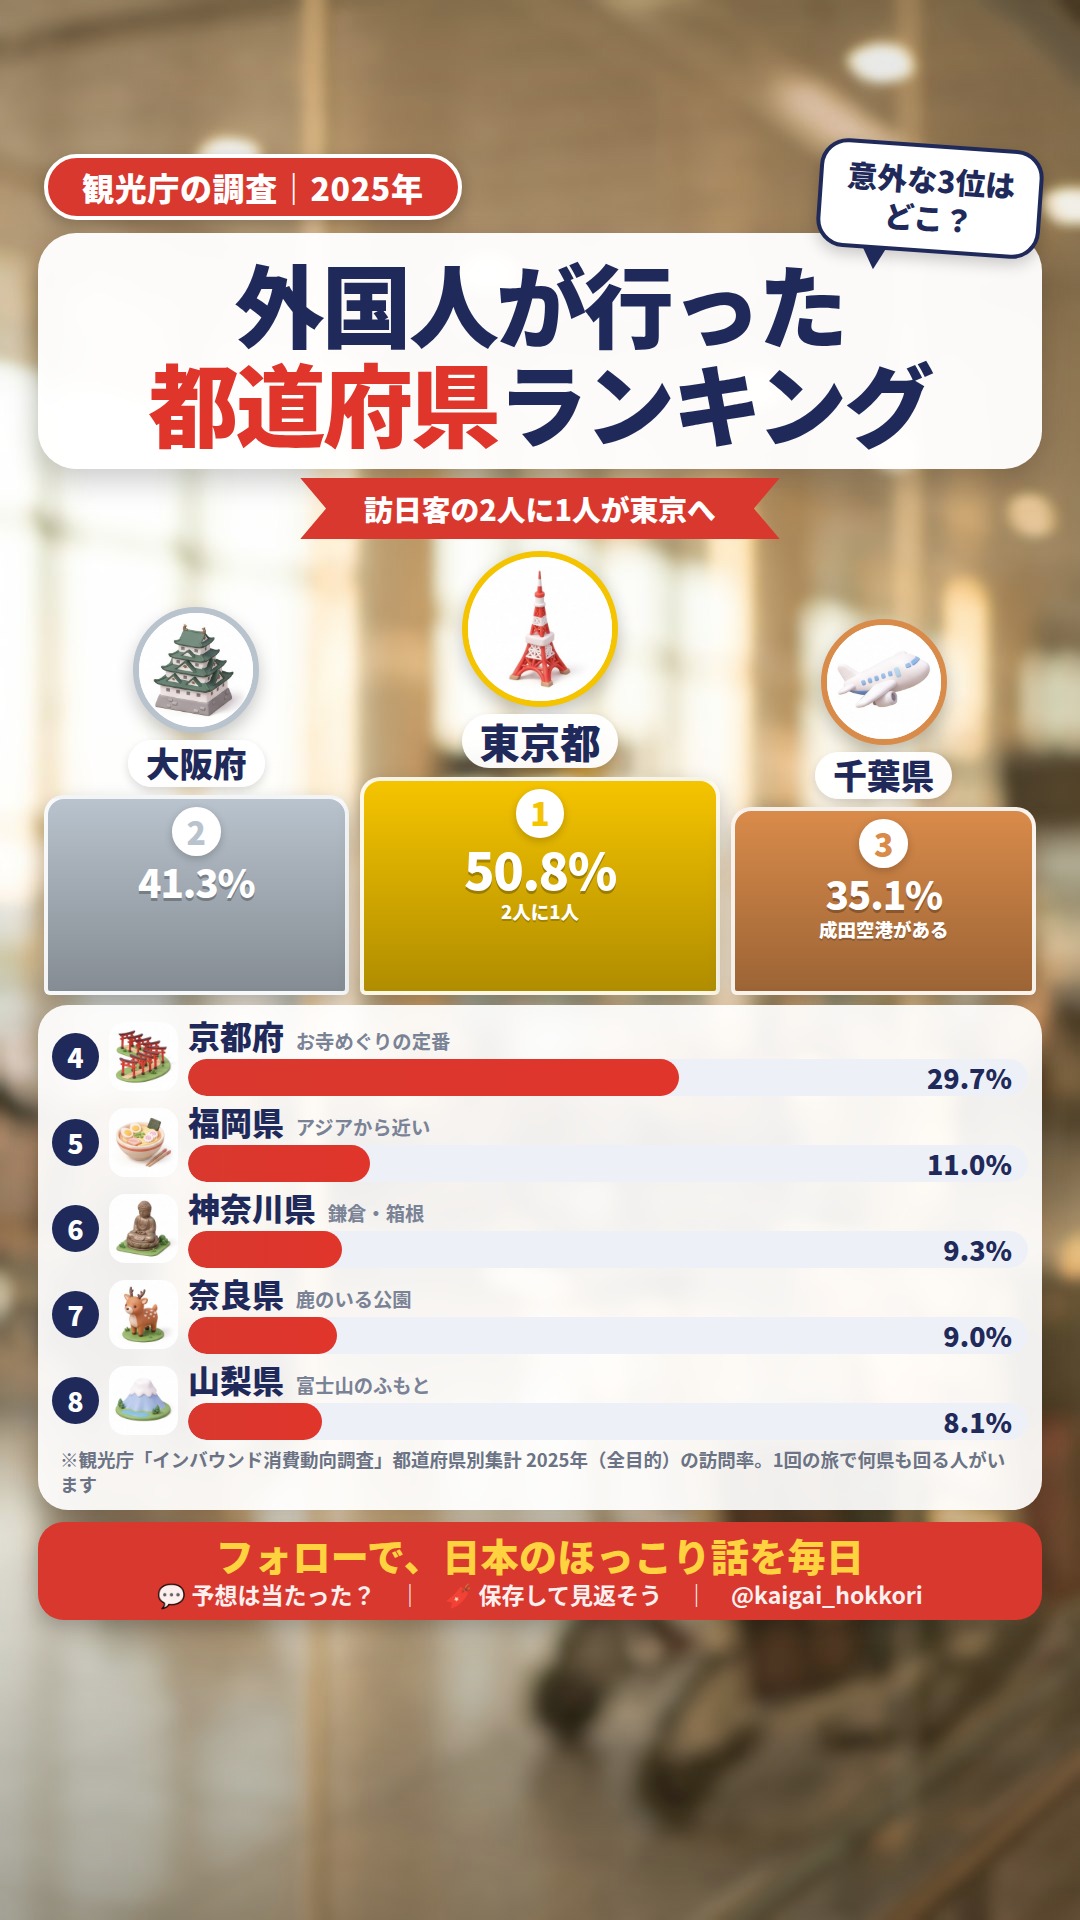 観光庁の調査｜2025年
意外な3位は
どこ？
外国人が行った
都道府県ランキング
訪日客の2人に1人が東京へ
大阪府
東京都
千葉県
2
41.3%
1
50.8%
2人に1人
3
35.1%
成田空港がある
4
京都府 お寺めぐりの定番
29.7%
5
福岡県 アジアから近い
11.0%
6
神奈川県 鎌倉・箱根
9.3%
7
奈良県 鹿のいる公園
9.0%
8
山梨県 富士山のふもと
8.1%
※観光庁「インバウンド消費動向調査」都道府県別集計 2025年（全目的）の訪問率。1回の旅で何県も回る人がい
ます
フォローで、日本のほっこり話を毎日
💬 予想は当たった？ ｜ 🔖 保存して見返そう ｜ @kaigai_hokkori